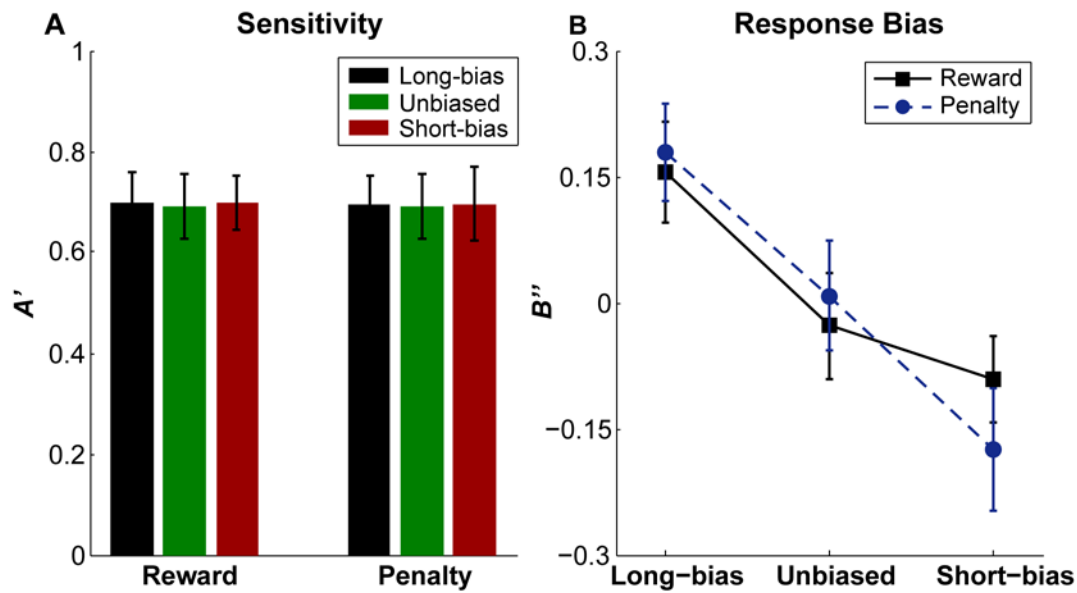 A
Sensitivity
1
0.8
0.6
0.4
0.2
0
A’
Long-bias
Unbiased
Short-bias
Reward
Penalty
B
Response Bias
0.3
0.15
0
−0.15
−0.3
B’’
Reward
Penalty
Long−bias
Unbiased
Short−bias